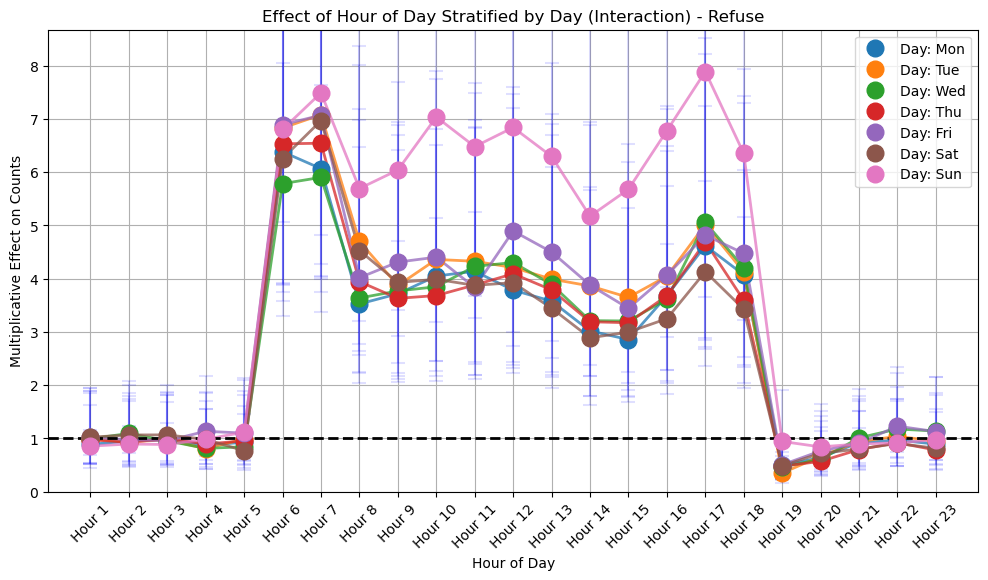 Effect of Hour of Day Stratified by Day (Interaction) - Refuse
Multiplicative Effect on Counts
8
7
6
5
4
3
2
1
0
Day: Mon
Day: Tue
Day: Wed
Day: Thu
Day: Fri
Day: Sat
Day: Sun
Hour 1
Hour 2
Hour 3
Hour 4
Hour 5
Hour 6
Hour 7
Hour 8
Hour 9
Hour 10
Hour 11
Hour 12
Hour 13
Hour 14
Hour 15
Hour 16
Hour 17
Hour 18
Hour 19
Hour 20
Hour 21
Hour 22
Hour 23
Hour of Day